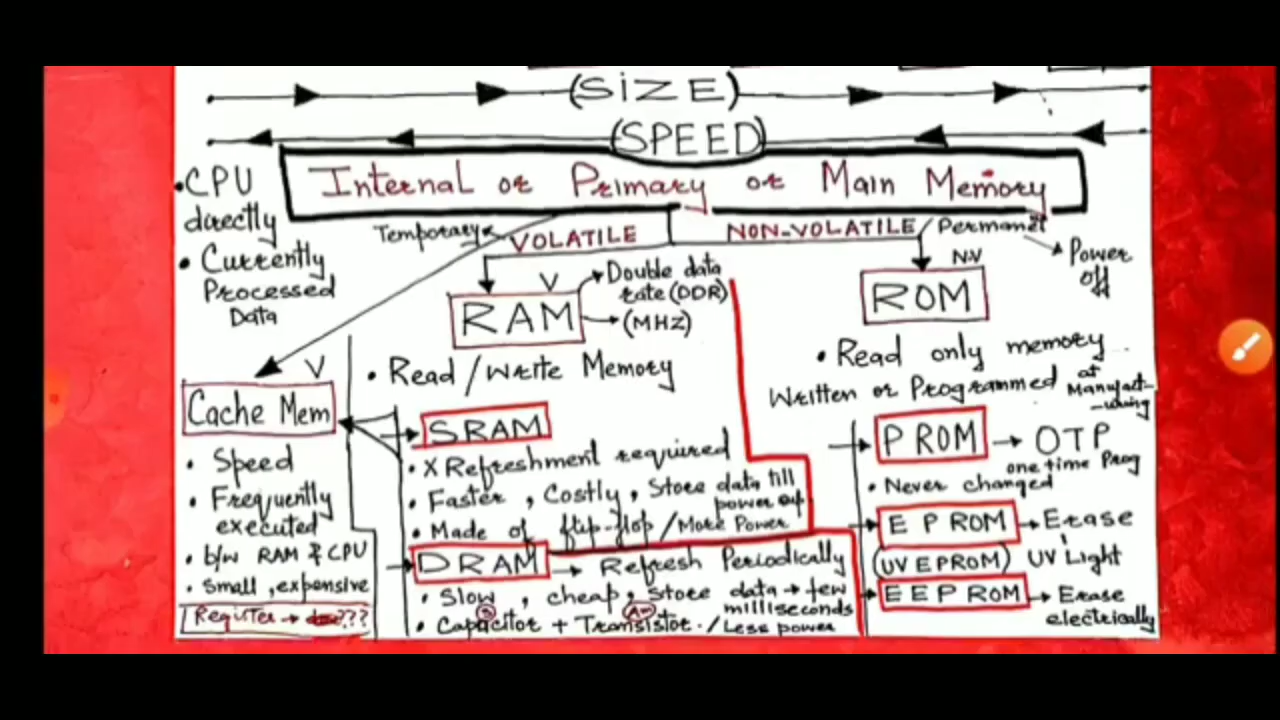 (SiZE)
(SPEED)
Internal or Primary or Main Memory
• CPU directly
• Currently Processed Data
Temporary
VOLATILE
NON-VOLATILE / Permanet
Power off
V
RAM
Double data rate (DDR)
(MHZ)
N.V
ROM
• Read / Write Memory
• Read only memory
Written or Programmed at Manufact-
-uring
V
Cache Mem
• Speed
• Frequently executed
• b/w RAM & CPU
• Small, expensive
Register → ???
SRAM
• X Refreshment required
• Faster, Costly, Store data till power off
• Made of flip-flop / More Power
DRAM → Refresh Periodically
• Slow, cheap, Store data → few milliseconds
• Capacitor + Transistor. / Less power
PROM → OTP
one time Prog
• Never changed
EPROM → Erase
(UV EPROM) UV Light
EEPROM → Erase electrically